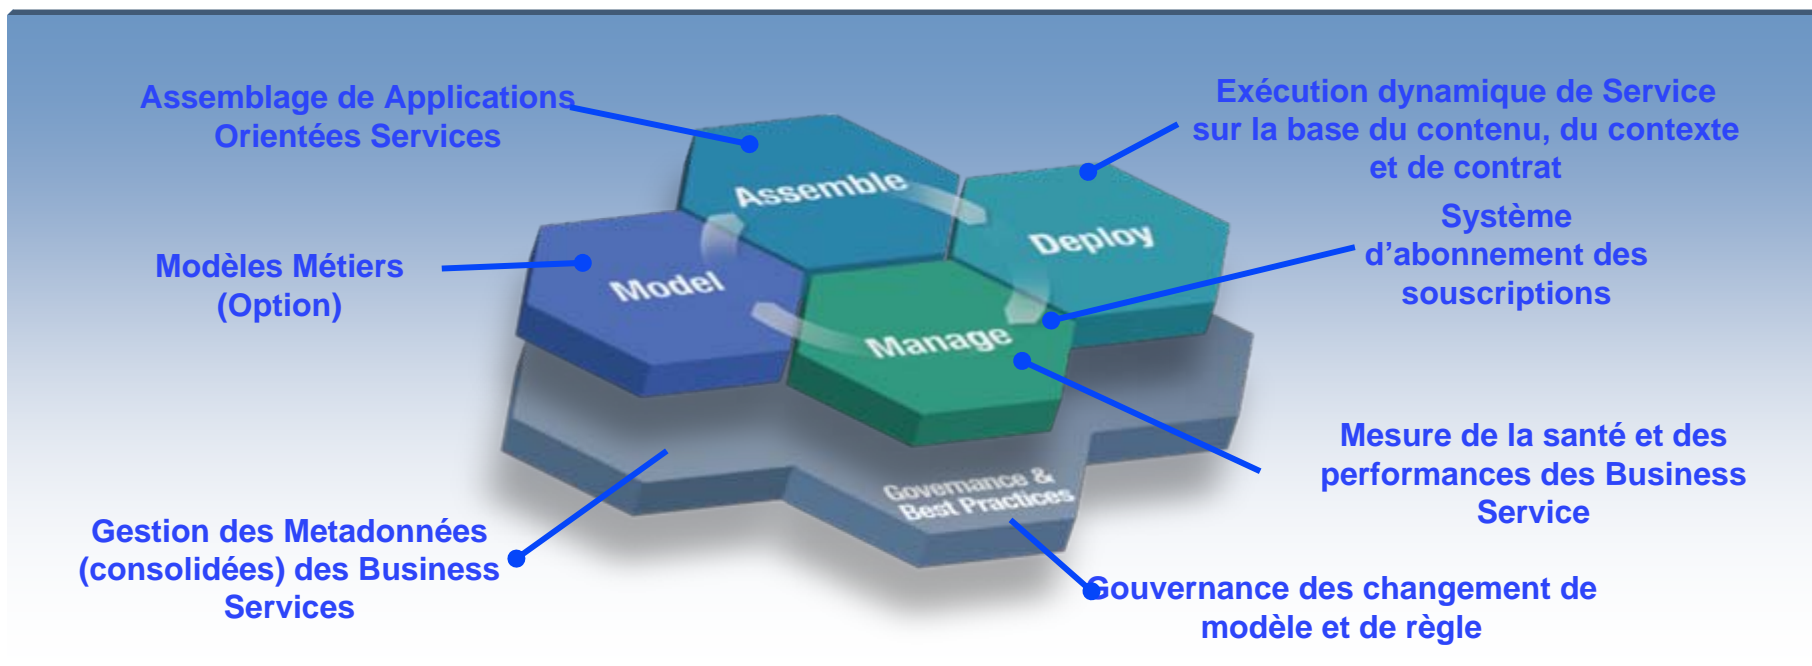 Assemblage de Applications
Orientées Services
Exécution dynamique de Service
sur la base du contenu, du contexte
et de contrat
Assemble
Système
d’abonnement des
souscriptions
Deploy
Modèles Métiers
(Option)
Model
Manage
Mesure de la santé et des
performances des Business
Service
Governance &
Best Practices
Gestion des Metadonnées
(consolidées) des Business
Services
Gouvernance des changement de
modèle et de règle